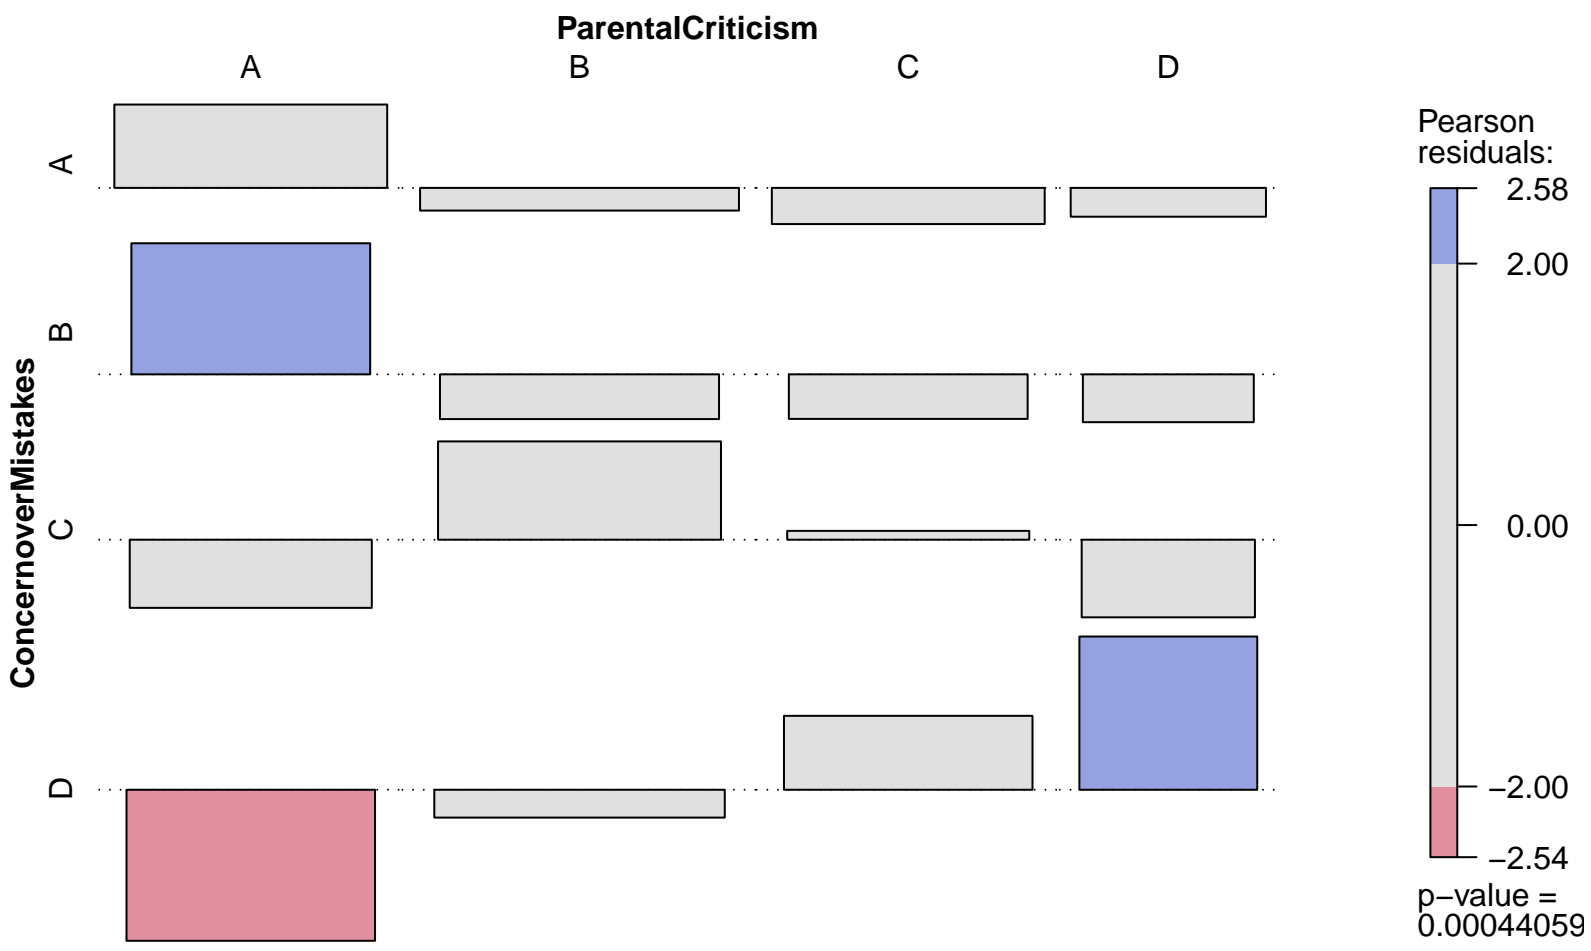 ParentalCriticism
A B C D
ConcernoverMistakes
A
B
C
D
Pearson
residuals:
2.58
2.00
0.00
−2.00
−2.54
p−value =
0.00044059